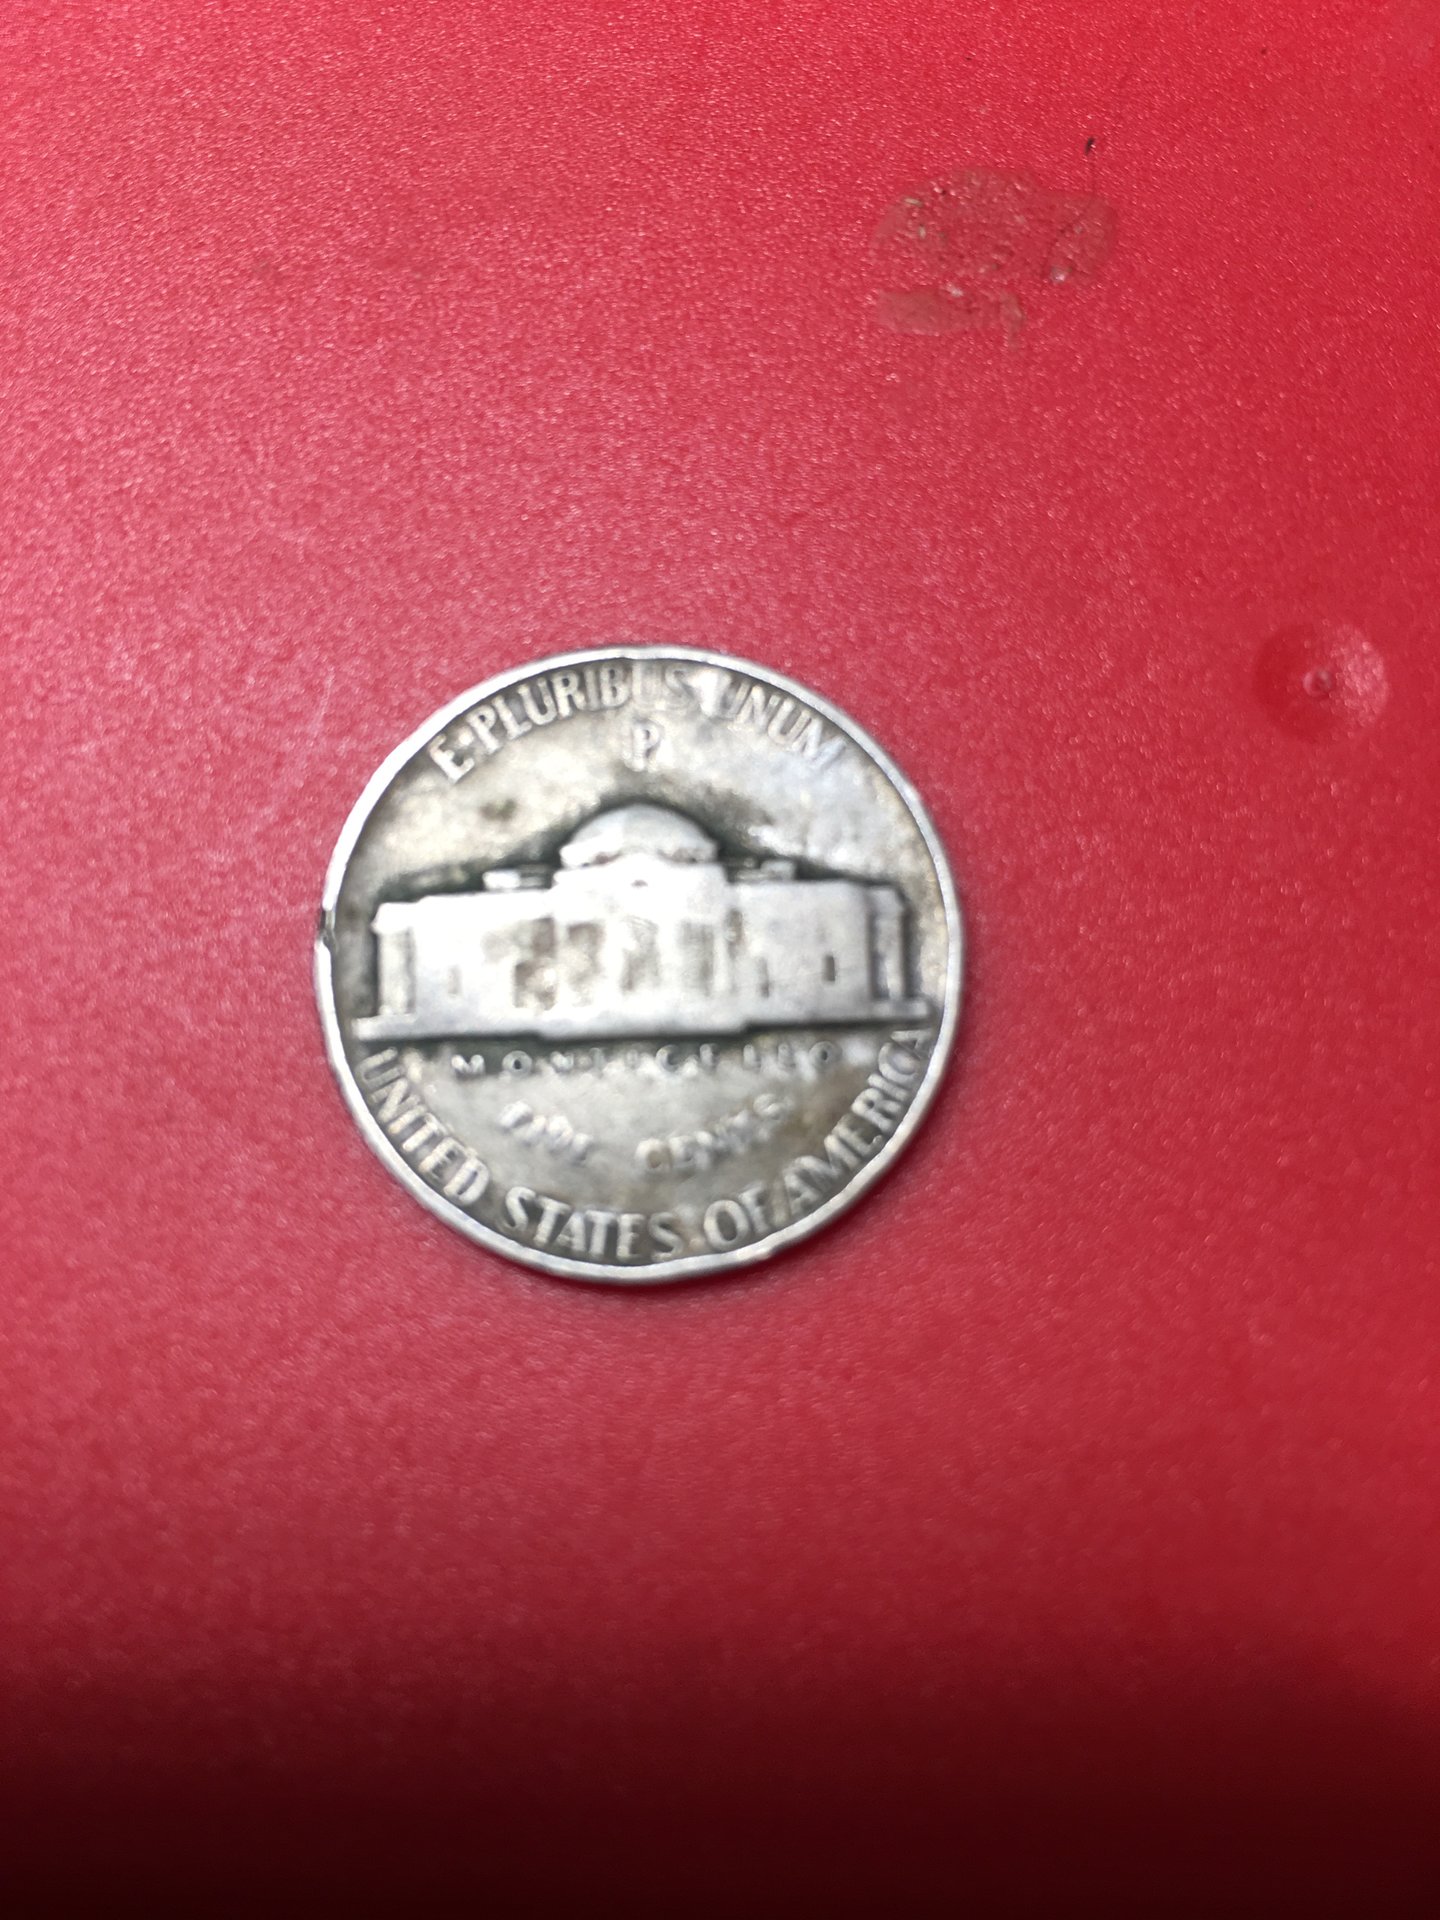 E·PLURIBUS UNUM
P
MONTICELLO
FIVE CENTS
UNITED STATES OF AMERICA